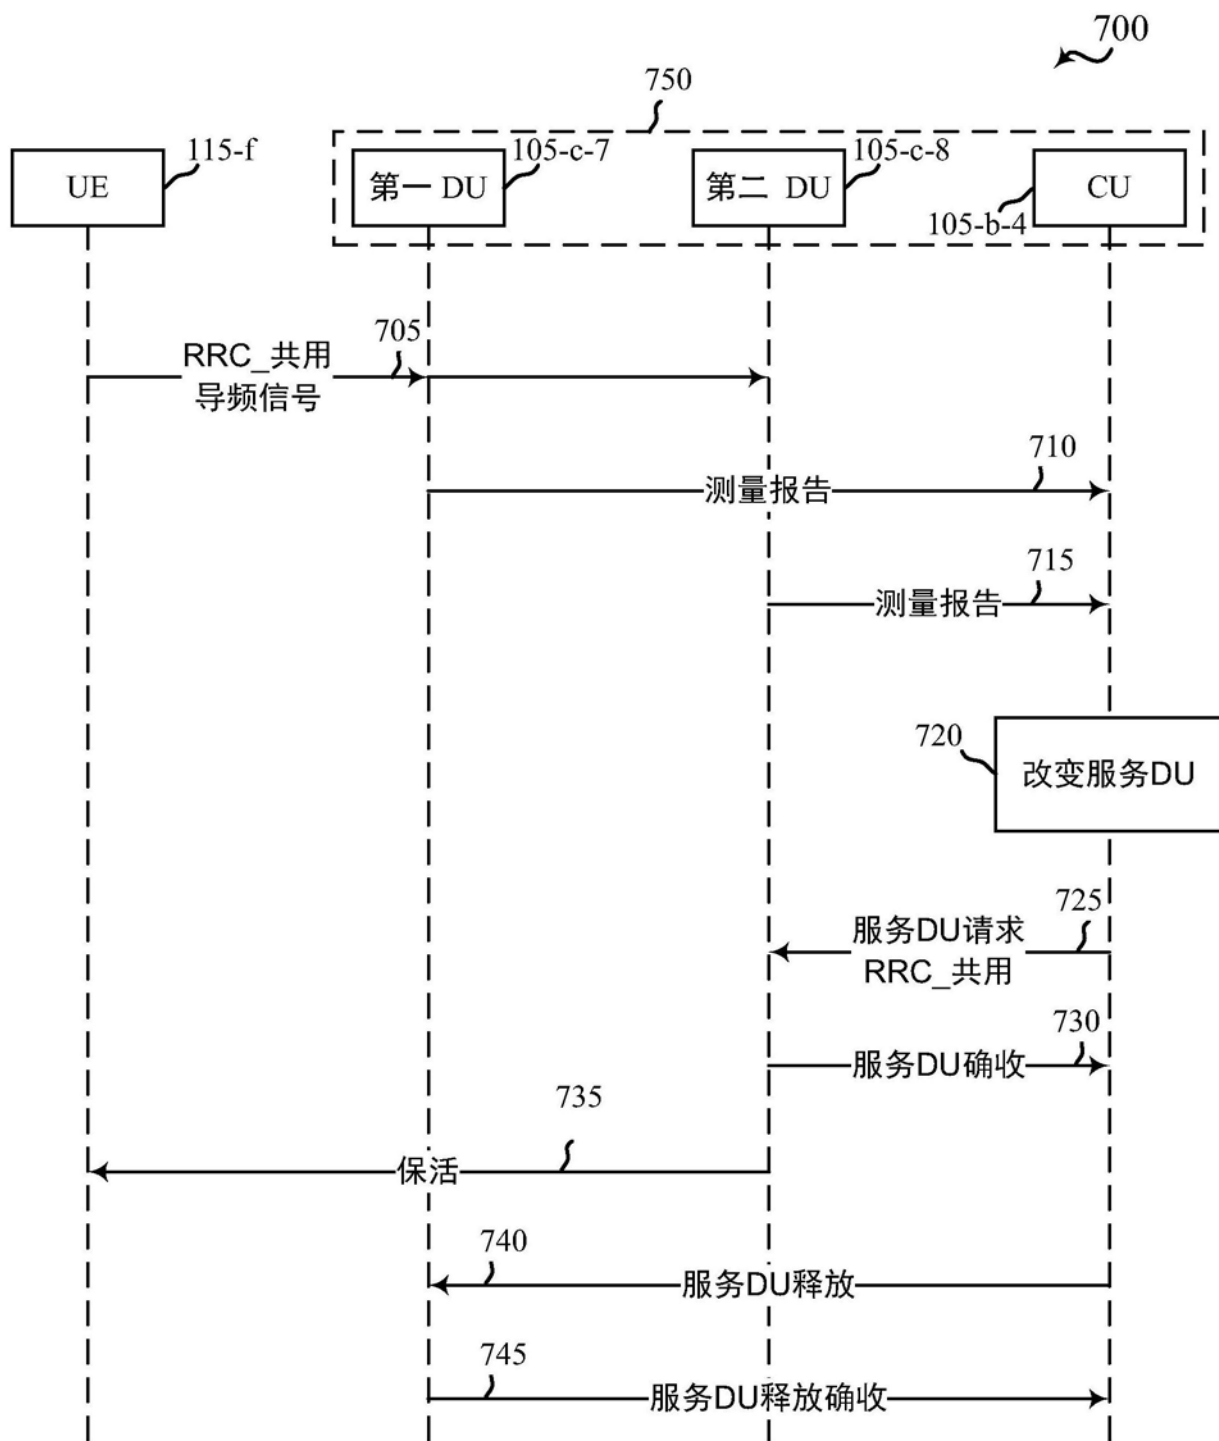 700
750
115-f
105-c-7
105-c-8
UE
第一 DU
第二 DU
CU
105-b-4
705
RRC_共用
导频信号
710
测量报告
715
测量报告
720
改变服务DU
725
服务DU请求
RRC_共用
730
服务DU确收
735
保活
740
服务DU释放
745
服务DU释放确收